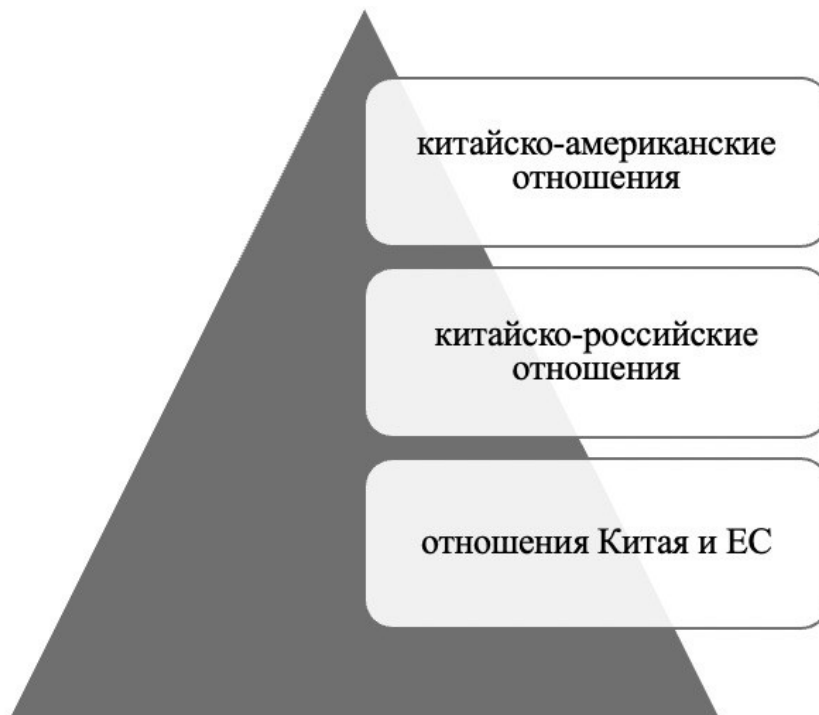 китайско-американские
отношения
китайско-российские
отношения
отношения Китая и ЕС